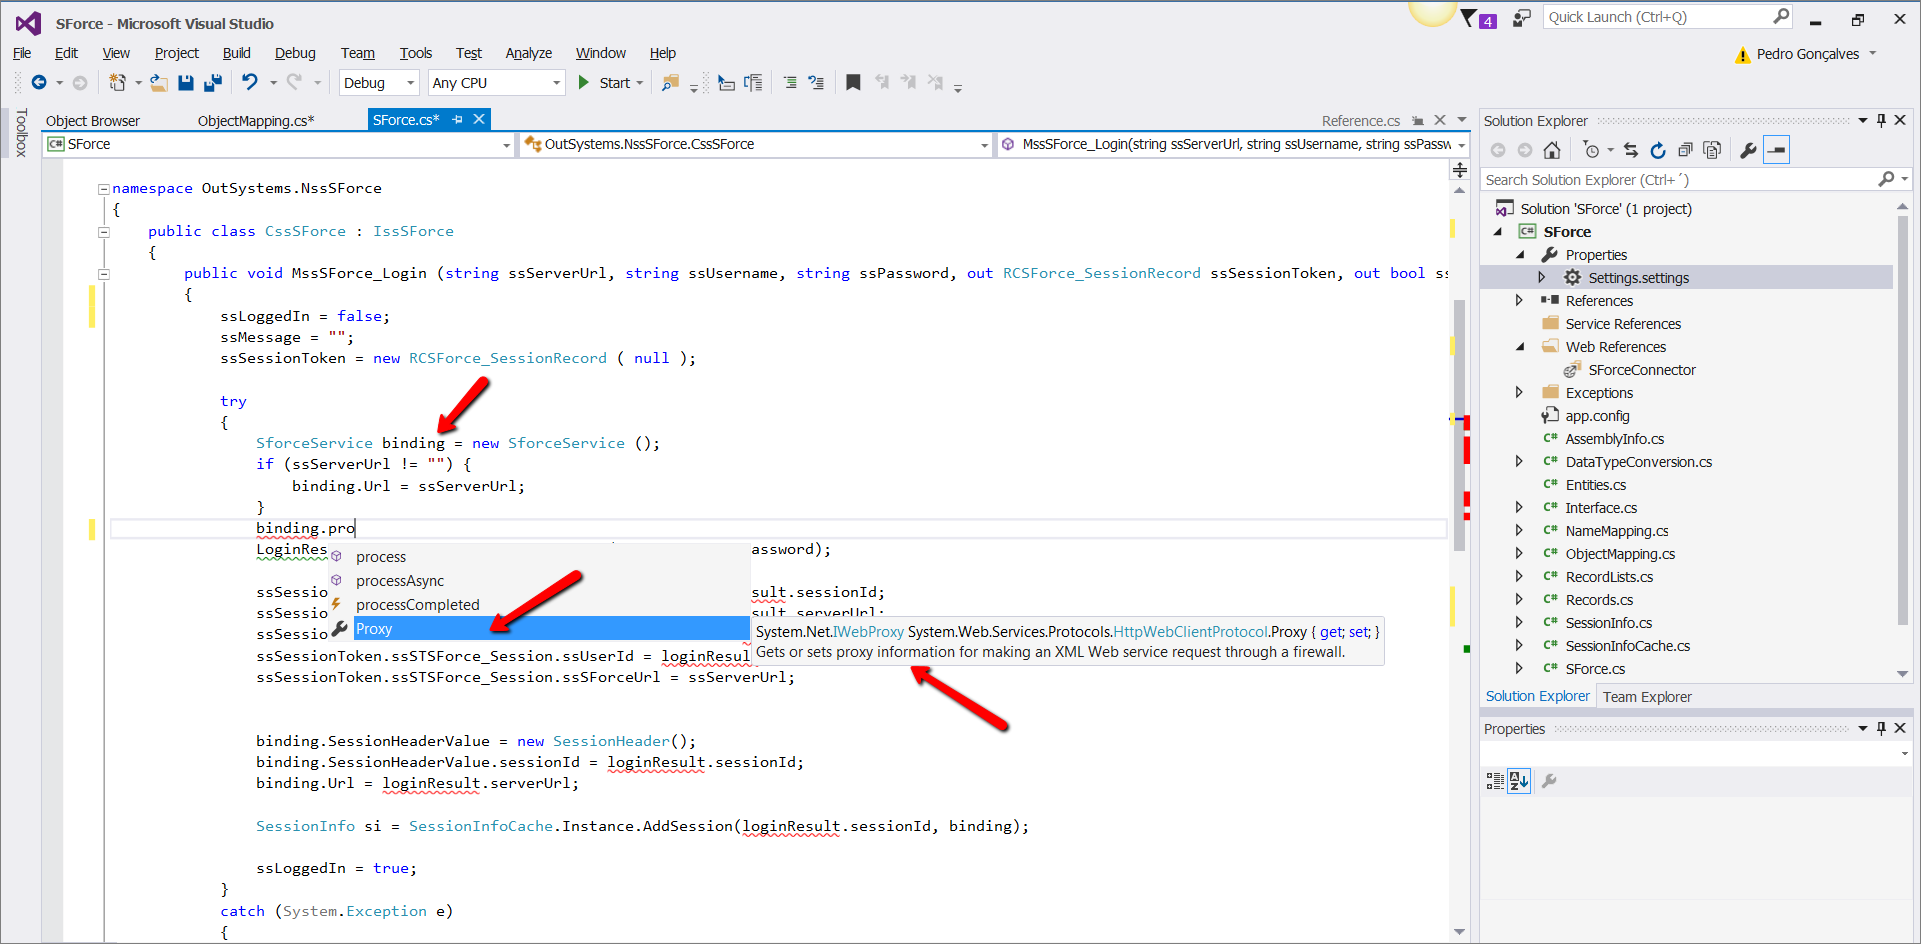 SForce - Microsoft Visual Studio
4
Quick Launch (Ctrl+Q)
File Edit View Project Build Debug Team Tools Test Analyze Window Help
Pedro Gonçalves
Debug Any CPU Start
Toolbox
Object Browser ObjectMapping.cs* SForce.cs* Reference.cs
C# SForce OutSystems.NssSForce.CssSForce MssSForce_Login(string ssServerUrl, string ssUsername, string ssPassw
namespace OutSystems.NssSForce
{
public class CssSForce : IssSForce
{
public void MssSForce_Login (string ssServerUrl, string ssUsername, string ssPassword, out RCSForce_SessionRecord ssSessionToken, out bool ss
{
ssLoggedIn = false;
ssMessage = "";
ssSessionToken = new RCSForce_SessionRecord ( null );
try
{
SforceService binding = new SforceService ();
if (ssServerUrl != "") {
binding.Url = ssServerUrl;
}
binding.pro
LoginRes assword);
process
processAsync
ssSession sult.sessionId;
processCompleted
ssSession sult.serverUrl;
Proxy
ssSession
System.Net.IWebProxy System.Web.Services.Protocols.HttpWebClientProtocol.Proxy { get; set; }
Gets or sets proxy information for making an XML Web service request through a firewall.
ssSessionToken.ssSTSForce_Session.ssUserId = loginResul
ssSessionToken.ssSTSForce_Session.ssSForceUrl = ssServerUrl;
binding.SessionHeaderValue = new SessionHeader();
binding.SessionHeaderValue.sessionId = loginResult.sessionId;
binding.Url = loginResult.serverUrl;
SessionInfo si = SessionInfoCache.Instance.AddSession(loginResult.sessionId, binding);
ssLoggedIn = true;
}
catch (System.Exception e)
{
Solution Explorer
Search Solution Explorer (Ctrl+´)
Solution 'SForce' (1 project)
C# SForce
Properties
Settings.settings
References
Service References
Web References
SForceConnector
Exceptions
app.config
C# AssemblyInfo.cs
C# DataTypeConversion.cs
C# Entities.cs
C# Interface.cs
C# NameMapping.cs
C# ObjectMapping.cs
C# RecordLists.cs
C# Records.cs
C# SessionInfo.cs
C# SessionInfoCache.cs
C# SForce.cs
Solution Explorer Team Explorer
Properties